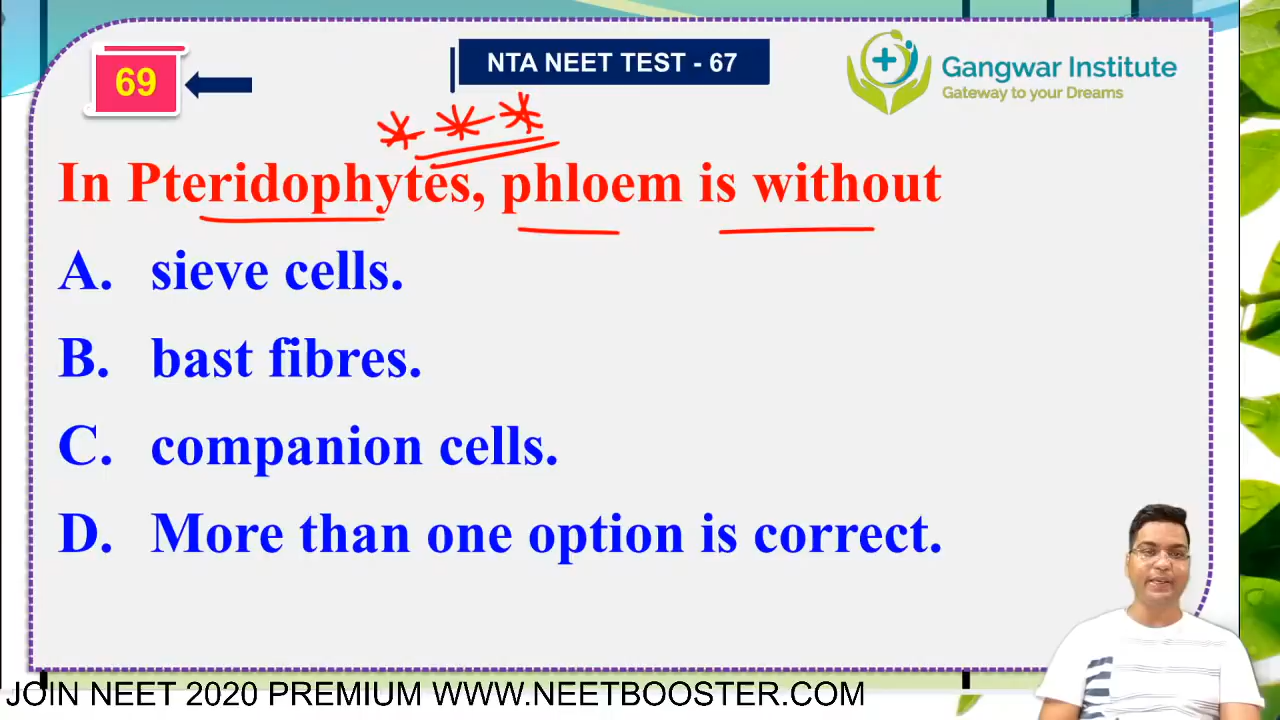 69
NTA NEET TEST - 67
Gangwar Institute
Gateway to your Dreams
In Pteridophytes, phloem is without
A. sieve cells.
B. bast fibres.
C. companion cells.
D. More than one option is correct.
JOIN NEET 2020 PREMIUM WWW.NEETBOOSTER.COM